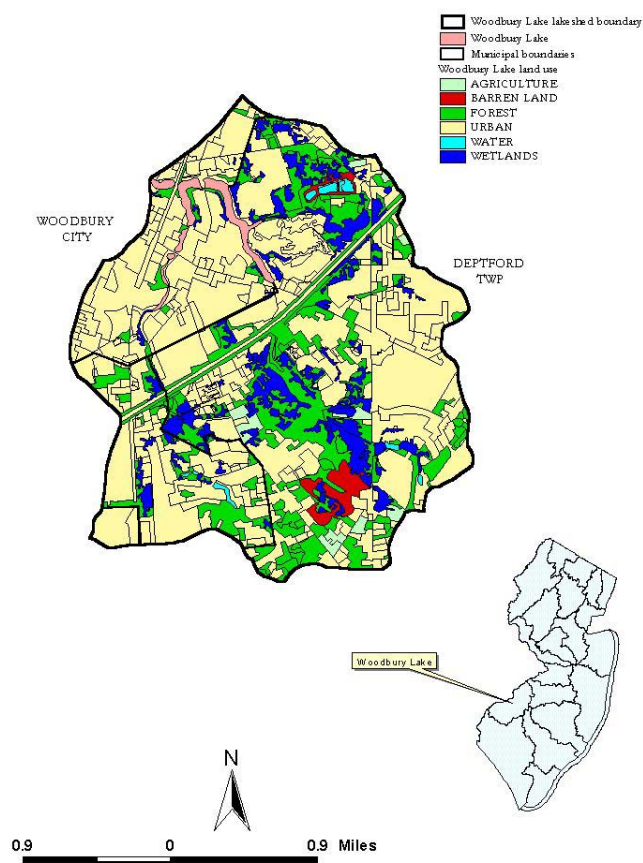 Woodbury Lake lakeshed boundary
Woodbury Lake
Municipal boundaries
Woodbury Lake land use
AGRICULTURE
BARREN LAND
FOREST
URBAN
WATER
WETLANDS
WOODBURY
CITY
DEPTFORD
TWP
Woodbury Lake
N
0.9 0 0.9 Miles